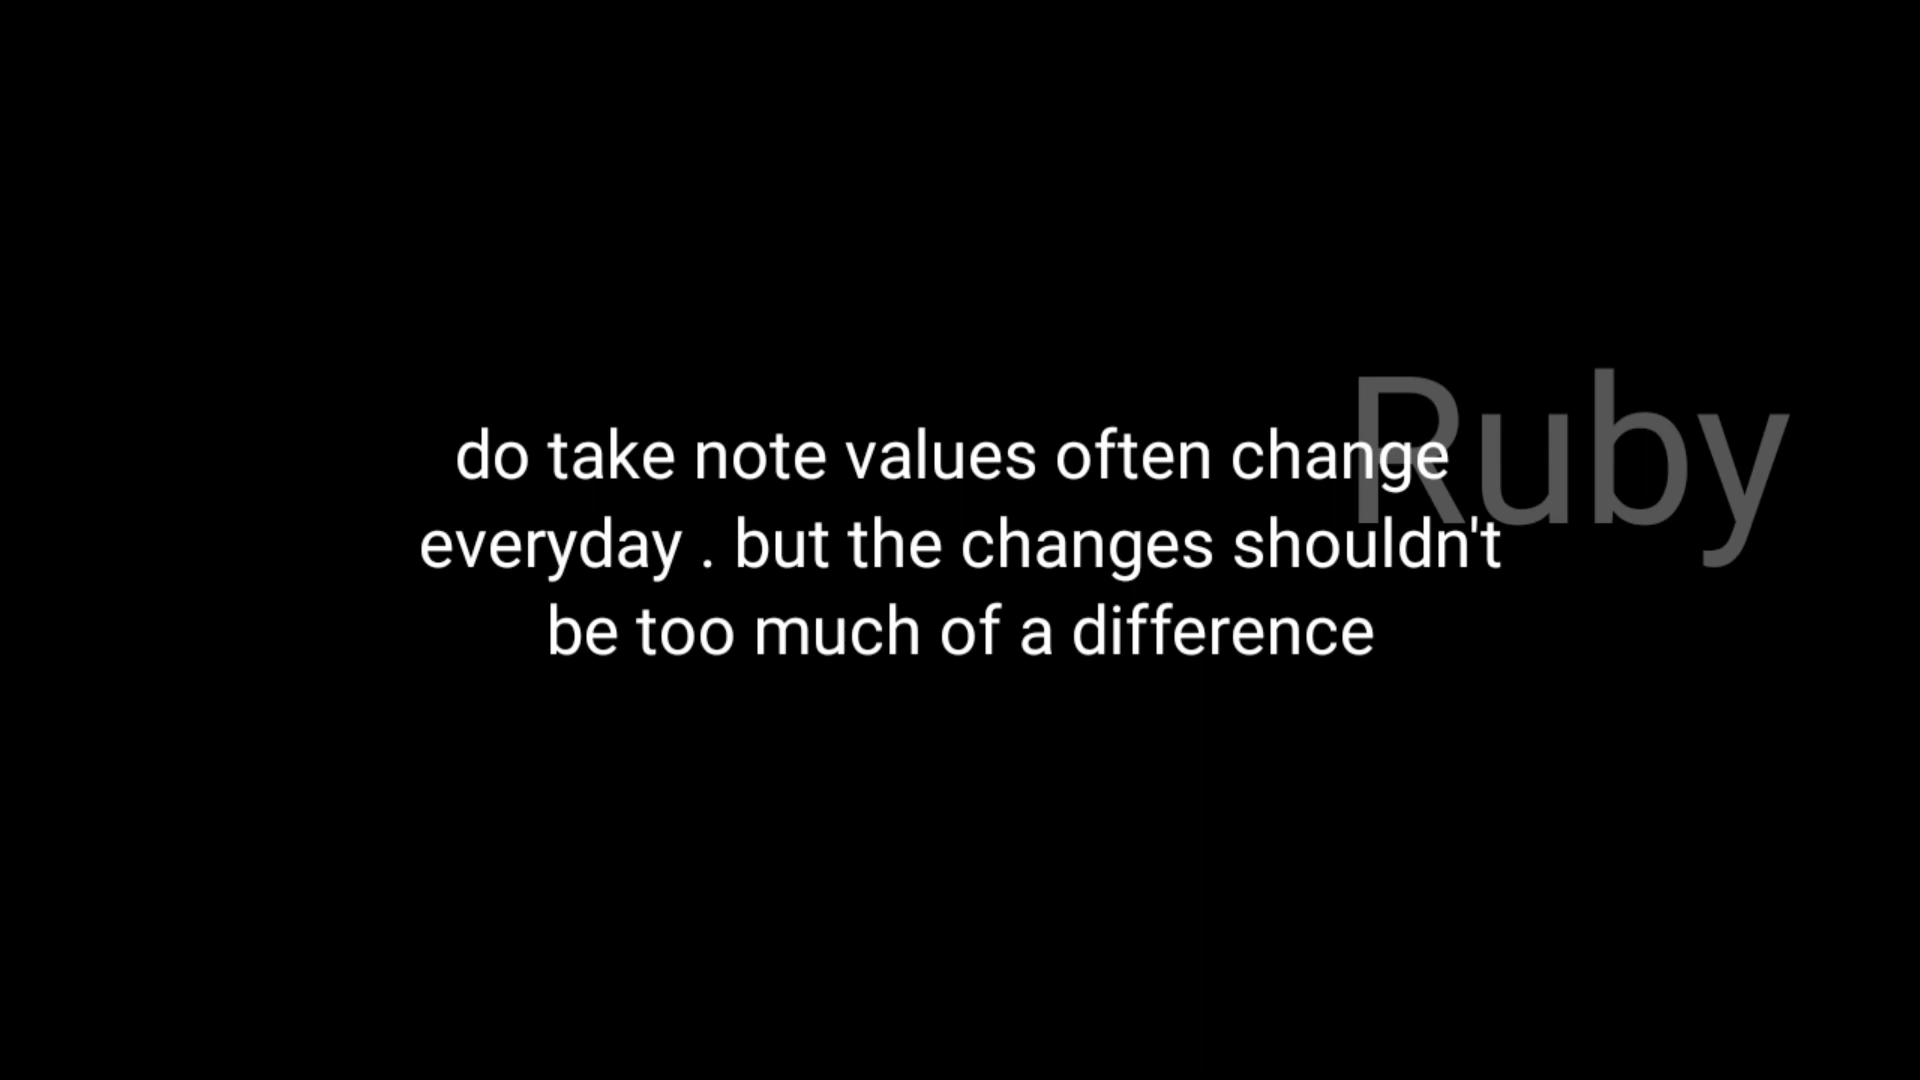 Ruby
do take note values often change
everyday . but the changes shouldn't
be too much of a difference